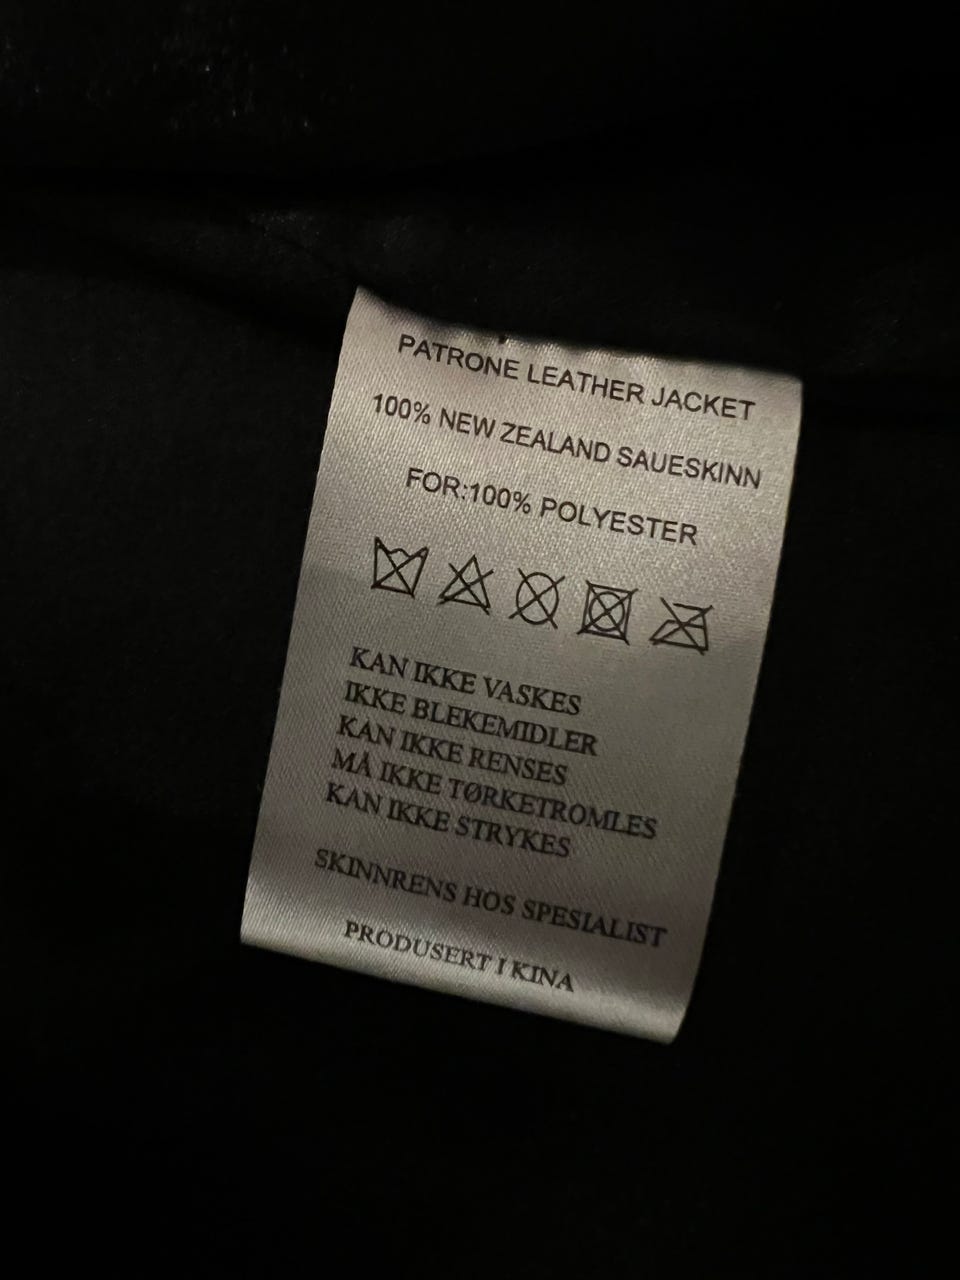 PATRONE LEATHER JACKET
100% NEW ZEALAND SAUESKINN
FOR:100% POLYESTER
KAN IKKE VASKES
IKKE BLEKEMIDLER
KAN IKKE RENSES
MÅ IKKE TØRKETROMLES
KAN IKKE STRYKES
SKINNRENS HOS SPESIALIST
PRODUSERT I KINA